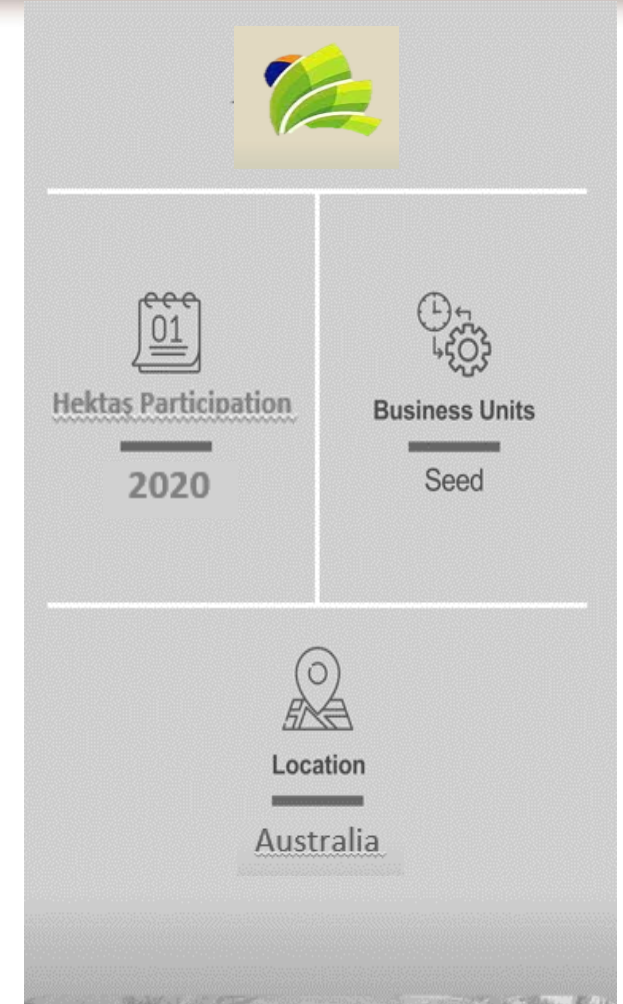 01
Hektaş Participation
2020
Business Units
Seed
Location
Australia